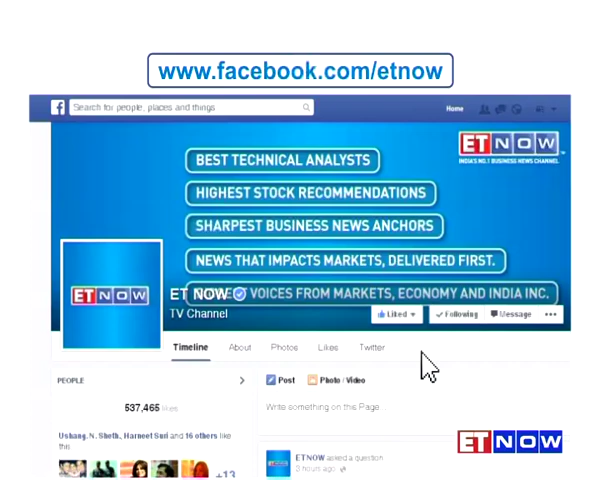 www.facebook.com/etnow
Search for people, places and things
Home
ET NOW
INDIA'S NO.1 BUSINESS NEWS CHANNEL
BEST TECHNICAL ANALYSTS
HIGHEST STOCK RECOMMENDATIONS
SHARPEST BUSINESS NEWS ANCHORS
NEWS THAT IMPACTS MARKETS, DELIVERED FIRST.
VOICES FROM MARKETS, ECONOMY AND INDIA INC.
ET NOW
ET NOW
TV Channel
Liked
Following
Message
Timeline About Photos Likes Twitter
PEOPLE
537,465 likes
Ushang. N. Sheth., Harneet Suri and 16 others like
this
+13
Post Photo / Video
Write something on this Page
ETNOW asked a question
2 hours ago
ET NOW